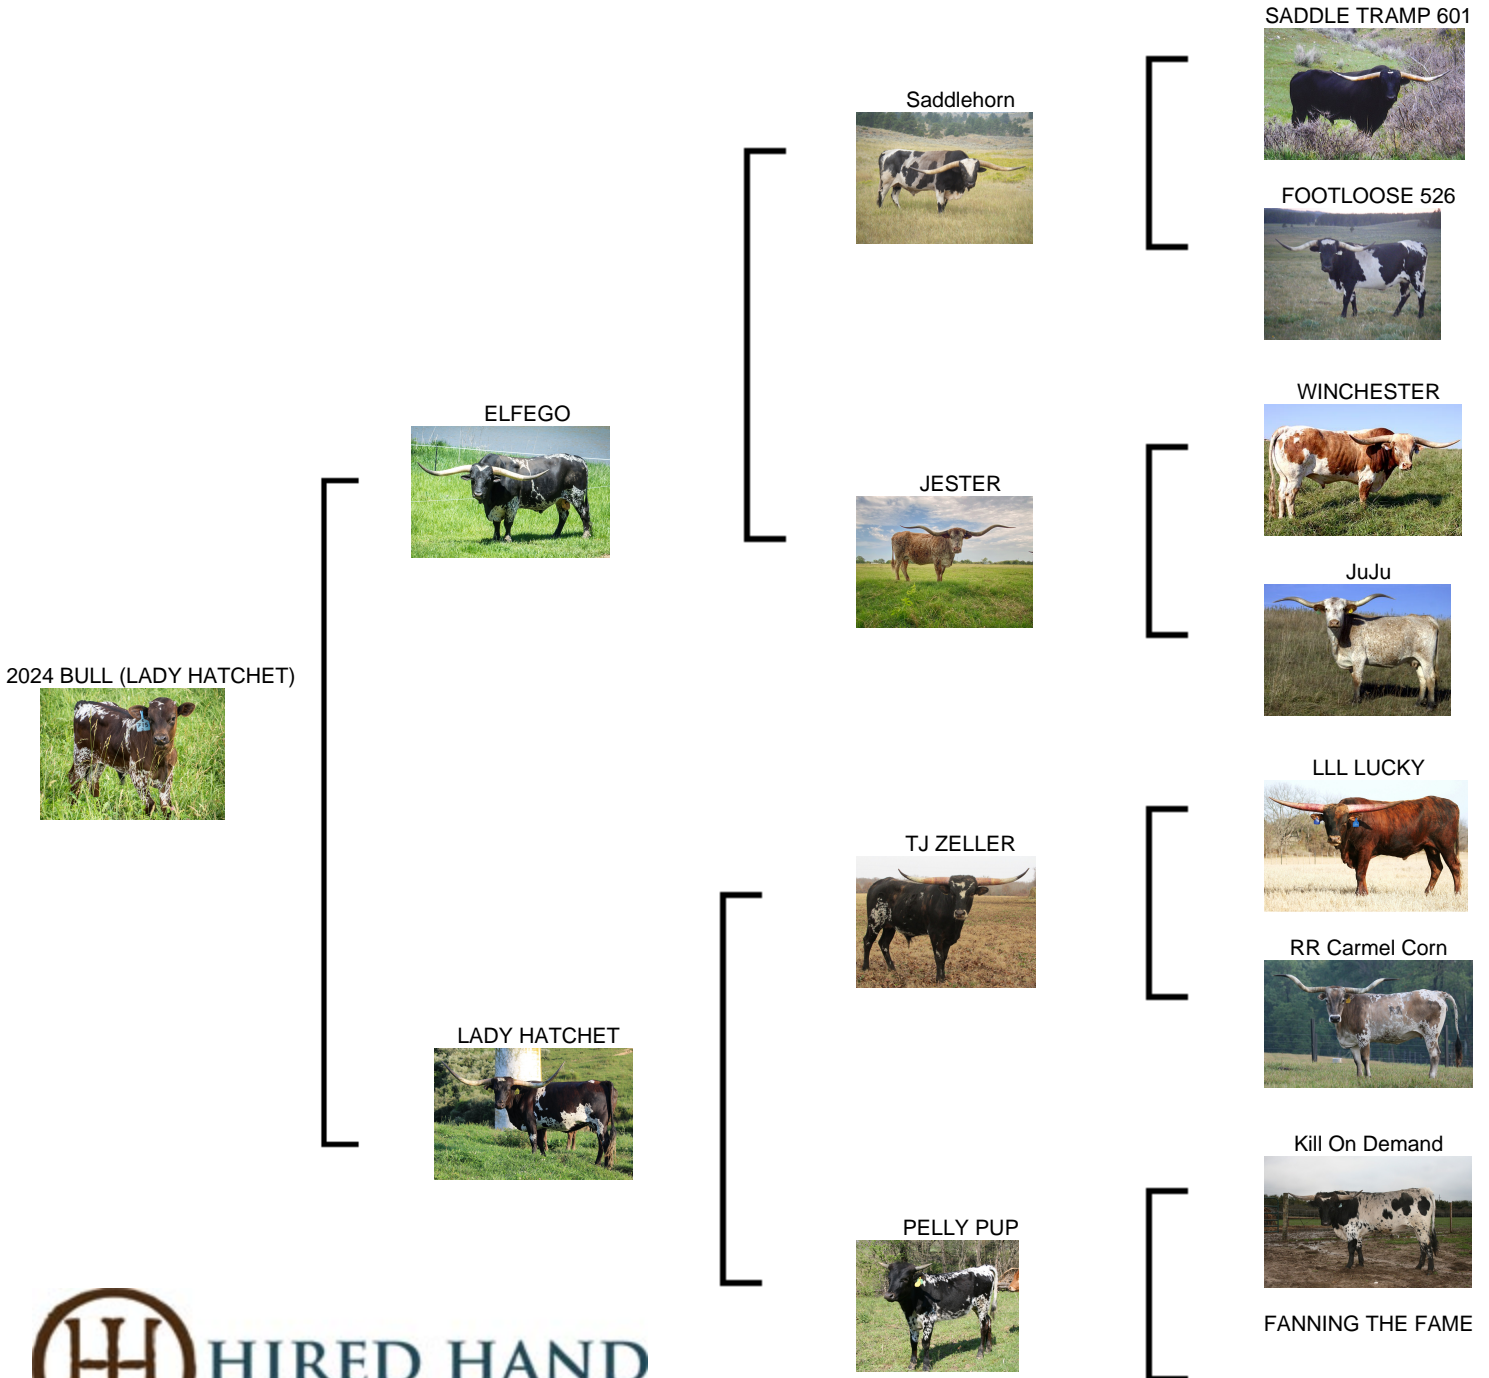 SADDLE TRAMP 601
Saddlehorn
FOOTLOOSE 526
WINCHESTER
ELFEGO
JESTER
JuJu
2024 BULL (LADY HATCHET)
LLL LUCKY
TJ ZELLER
RR Carmel Corn
LADY HATCHET
Kill On Demand
PELLY PUP
FANNING THE FAME
HIRED HAND